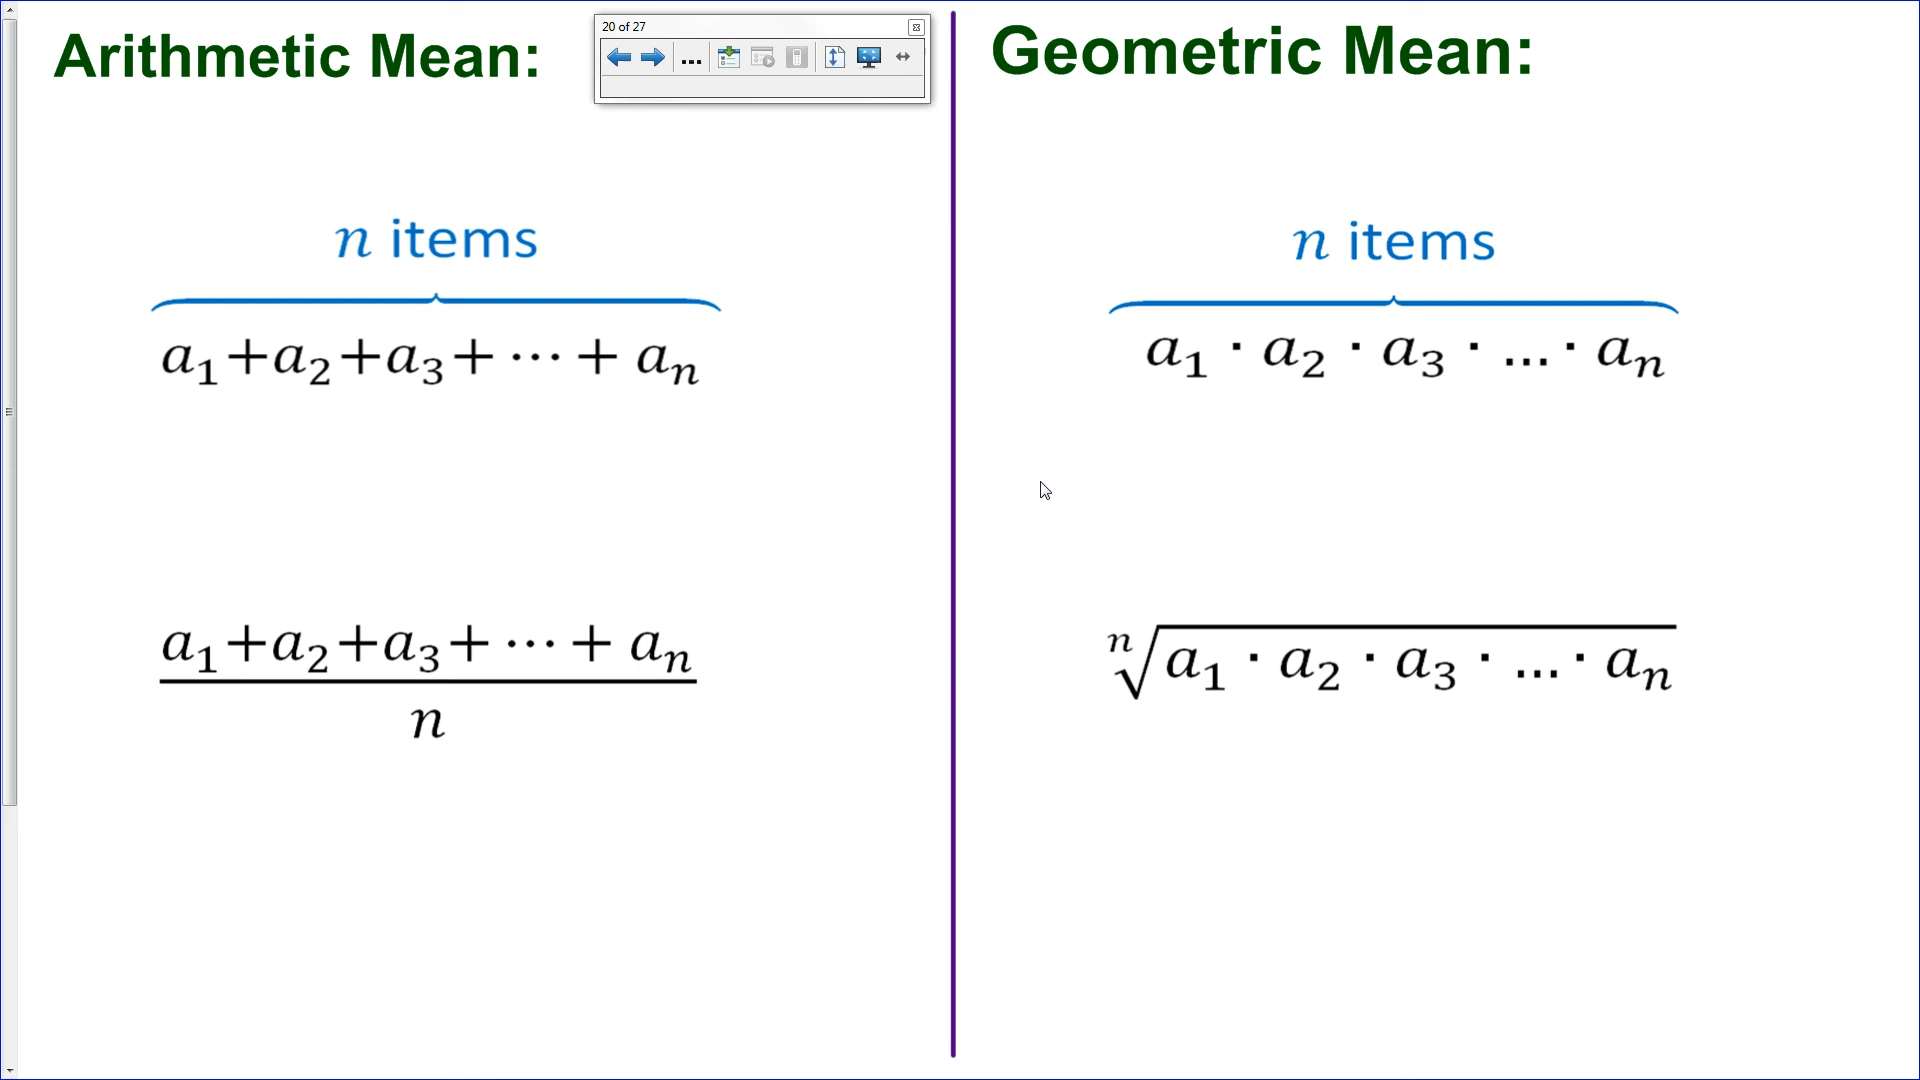 Arithmetic Mean:
20 of 27
...
n items
a₁+a₂+a₃+ ⋯ + aₙ
a₁+a₂+a₃+ ⋯ + aₙ
n
Geometric Mean:
n items
a₁ · a₂ · a₃ · … · aₙ
ⁿ√a₁ · a₂ · a₃ · … · aₙ